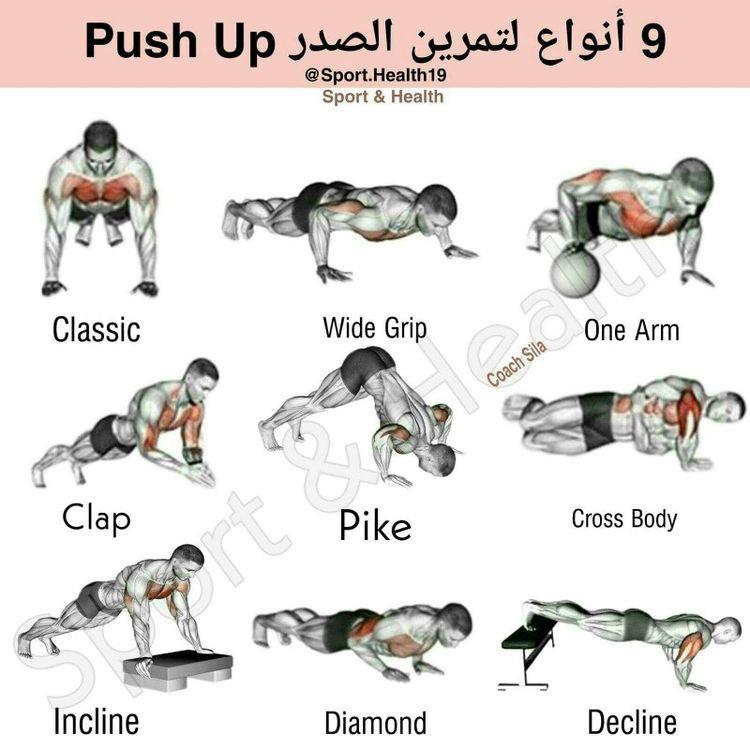 9 أنواع لتمرين الصدر Push Up
@Sport.Health19
Sport & Health
Classic
Wide Grip
One Arm
Coach Sila
Clap
Pike
Cross Body
Incline
Diamond
Decline
Sport & Health